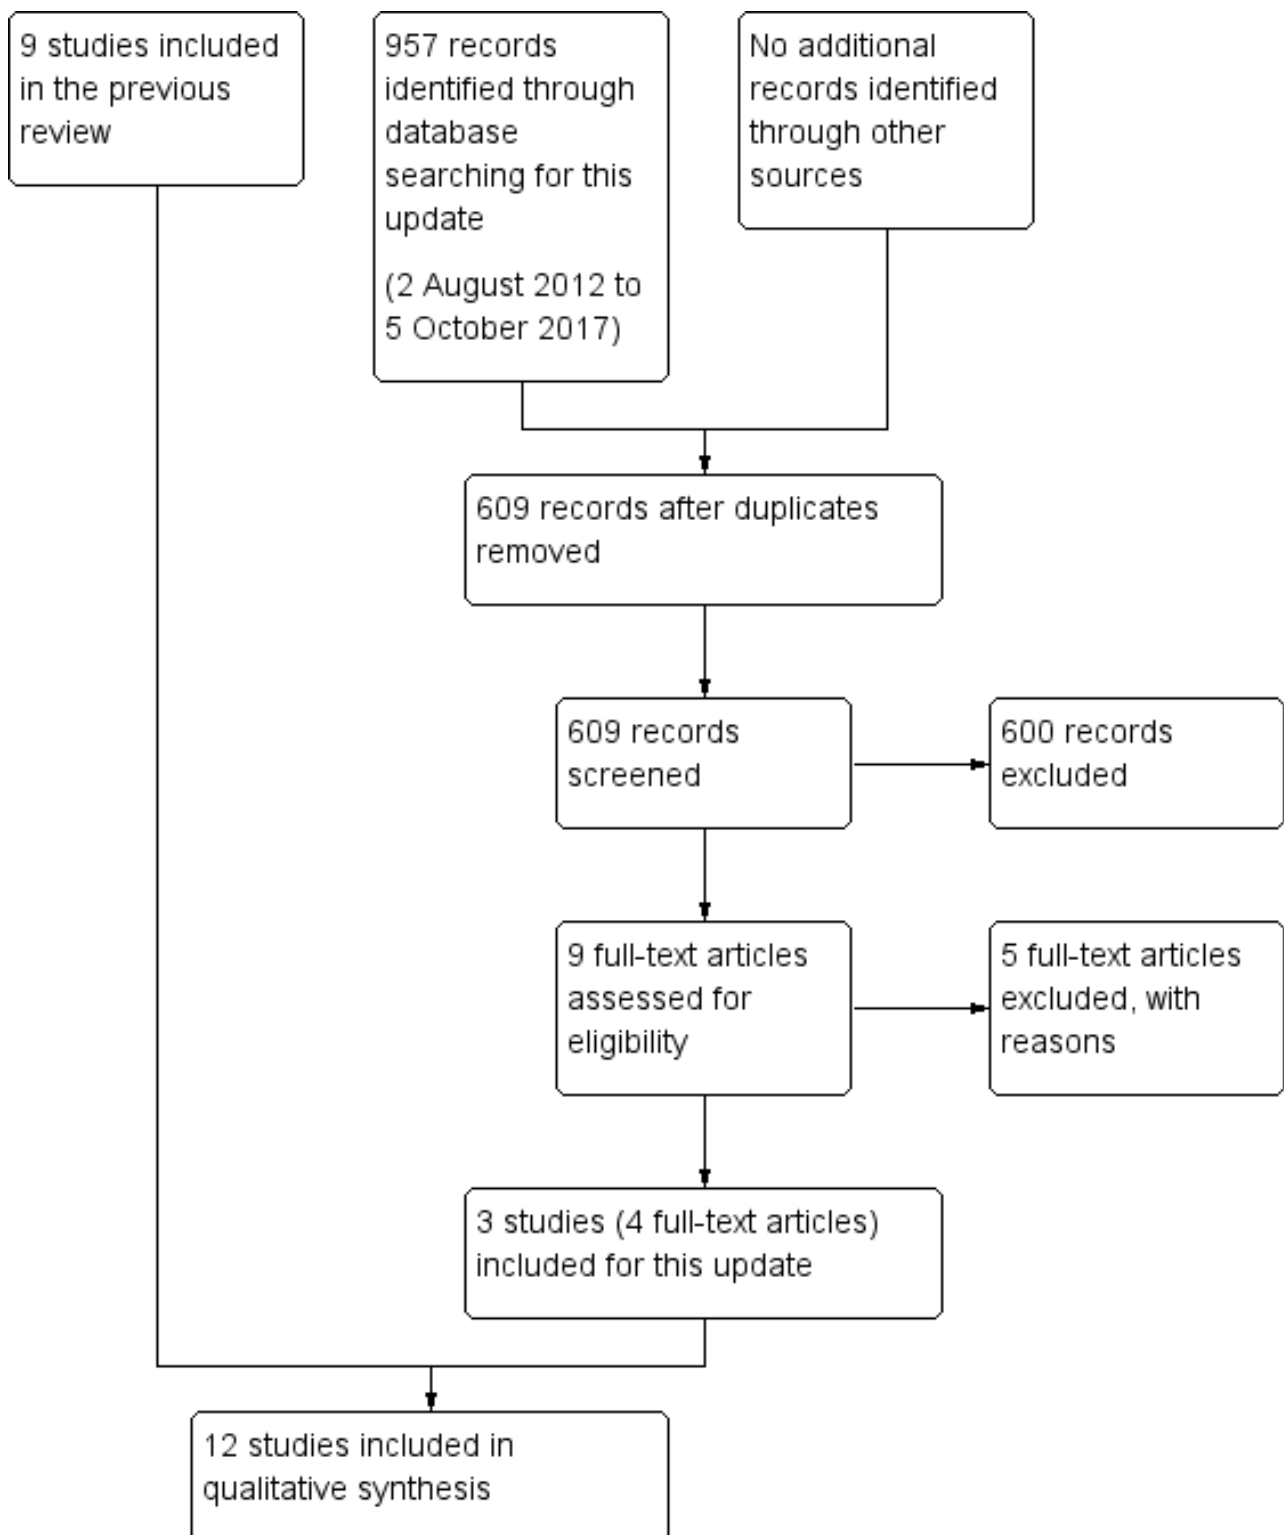 9 studies included
in the previous
review
957 records
identified through
database
searching for this
update
(2 August 2012 to
5 October 2017)
No additional
records identified
through other
sources
609 records after duplicates
removed
609 records
screened
600 records
excluded
9 full-text articles
assessed for
eligibility
5 full-text articles
excluded, with
reasons
3 studies (4 full-text articles)
included for this update
12 studies included in
qualitative synthesis